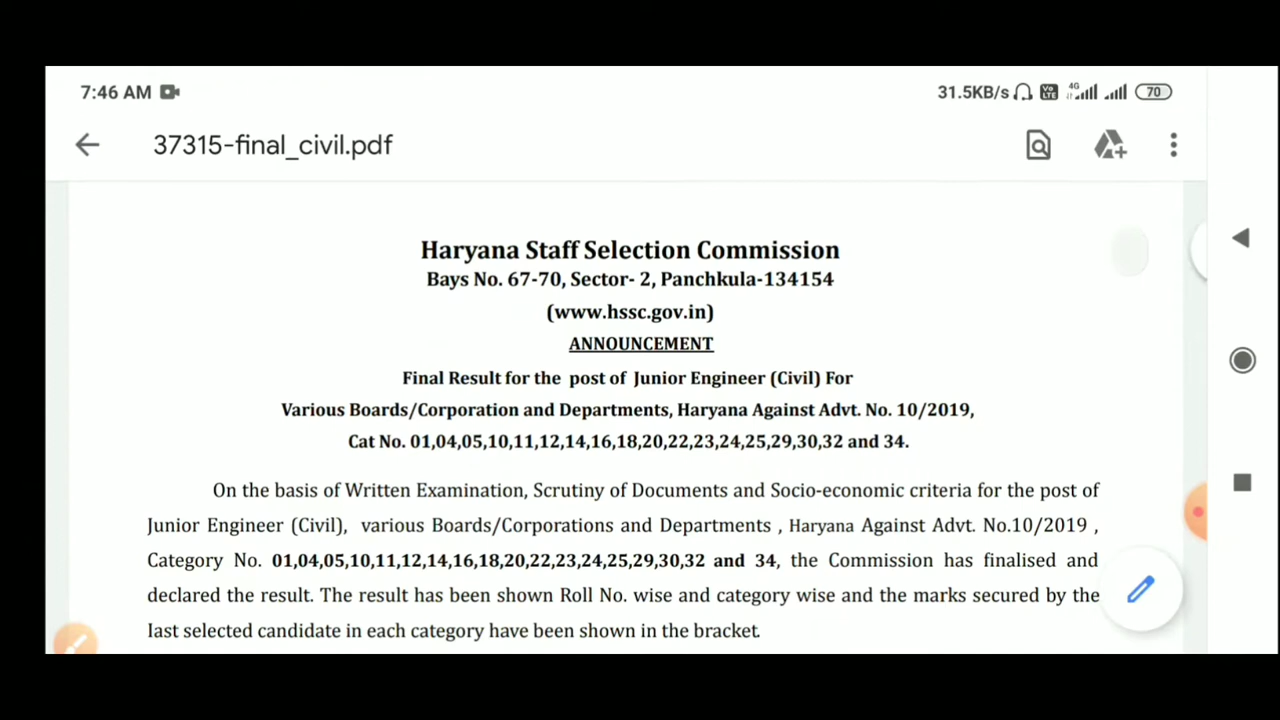 7:46 AM
31.5KB/s Vo LTE 4G 70
37315-final_civil.pdf
Haryana Staff Selection Commission
Bays No. 67-70, Sector- 2, Panchkula-134154
(www.hssc.gov.in)
ANNOUNCEMENT
Final Result for the post of Junior Engineer (Civil) For
Various Boards/Corporation and Departments, Haryana Against Advt. No. 10/2019,
Cat No. 01,04,05,10,11,12,14,16,18,20,22,23,24,25,29,30,32 and 34.
On the basis of Written Examination, Scrutiny of Documents and Socio-economic criteria for the post of
Junior Engineer (Civil), various Boards/Corporations and Departments , Haryana Against Advt. No.10/2019 ,
Category No. 01,04,05,10,11,12,14,16,18,20,22,23,24,25,29,30,32 and 34, the Commission has finalised and
declared the result. The result has been shown Roll No. wise and category wise and the marks secured by the
last selected candidate in each category have been shown in the bracket.